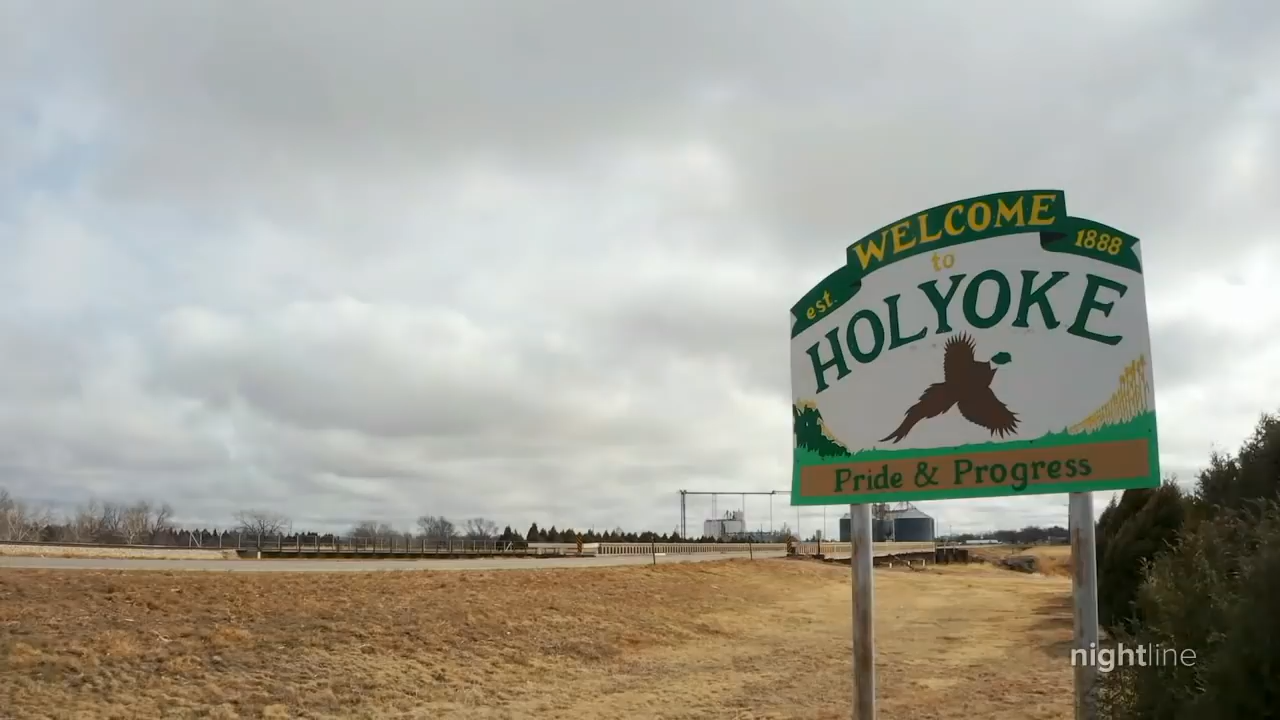 WELCOME
est.
1888
to
HOLYOKE
Pride & Progress
nightline